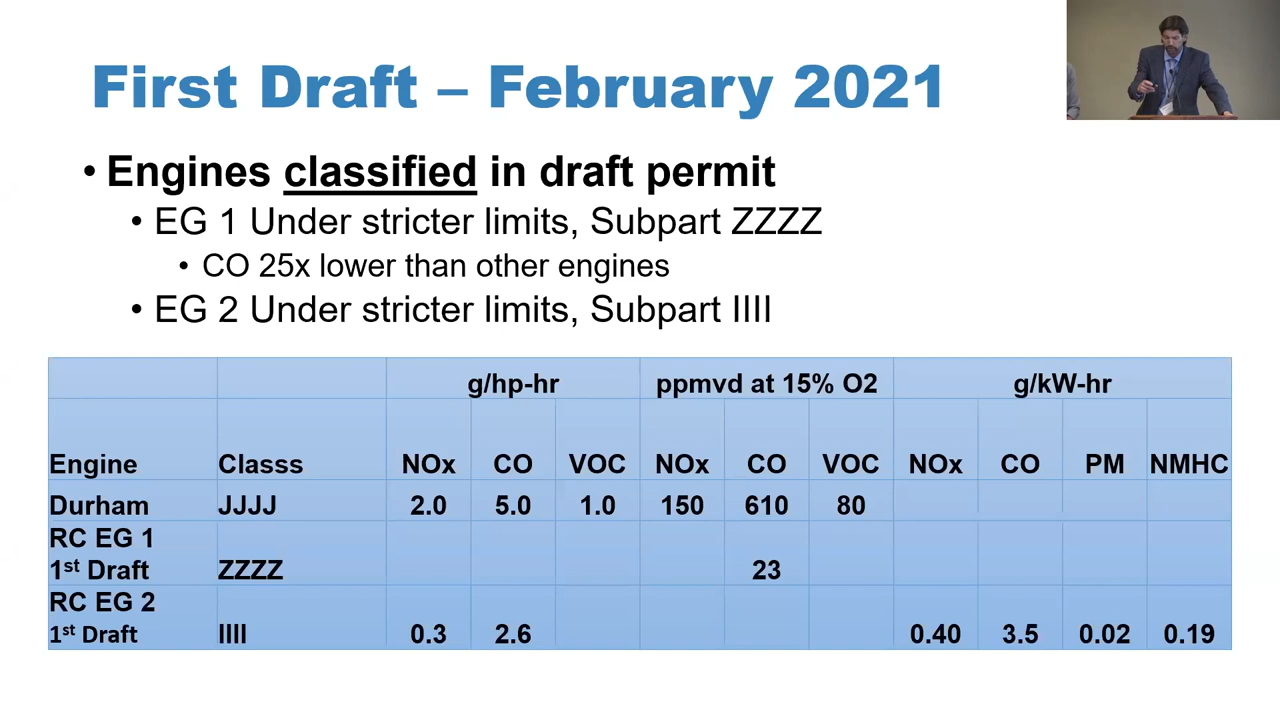 First Draft – February 2021
• Engines classified in draft permit
• EG 1 Under stricter limits, Subpart ZZZZ
• CO 25x lower than other engines
• EG 2 Under stricter limits, Subpart IIII
g/hp-hr ppmvd at 15% O2 g/kW-hr
Engine Classs NOx CO VOC NOx CO VOC NOx CO PM NMHC
Durham JJJJ 2.0 5.0 1.0 150 610 80
RC EG 1
1st Draft ZZZZ 23
RC EG 2
1st Draft IIII 0.3 2.6 0.40 3.5 0.02 0.19